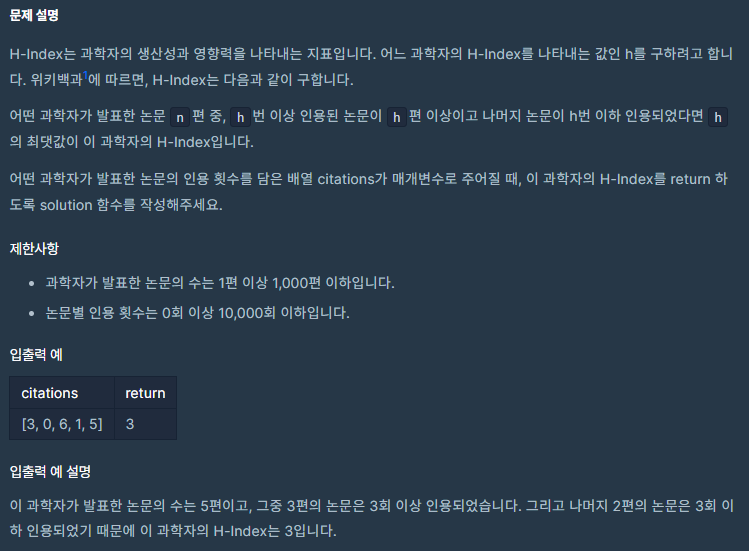 문제 설명
H-Index는 과학자의 생산성과 영향력을 나타내는 지표입니다. 어느 과학자의 H-Index를 나타내는 값인 h를 구하려고 합니
다. 위키백과1에 따르면, H-Index는 다음과 같이 구합니다.
어떤 과학자가 발표한 논문 n 편 중, h 번 이상 인용된 논문이 h 편 이상이고 나머지 논문이 h번 이하 인용되었다면 h
의 최댓값이 이 과학자의 H-Index입니다.
어떤 과학자가 발표한 논문의 인용 횟수를 담은 배열 citations가 매개변수로 주어질 때, 이 과학자의 H-Index를 return 하
도록 solution 함수를 작성해주세요.
제한사항
• 과학자가 발표한 논문의 수는 1편 이상 1,000편 이하입니다.
• 논문별 인용 횟수는 0회 이상 10,000회 이하입니다.
입출력 예
citations return
[3, 0, 6, 1, 5] 3
입출력 예 설명
이 과학자가 발표한 논문의 수는 5편이고, 그중 3편의 논문은 3회 이상 인용되었습니다. 그리고 나머지 2편의 논문은 3회 이
하 인용되었기 때문에 이 과학자의 H-Index는 3입니다.